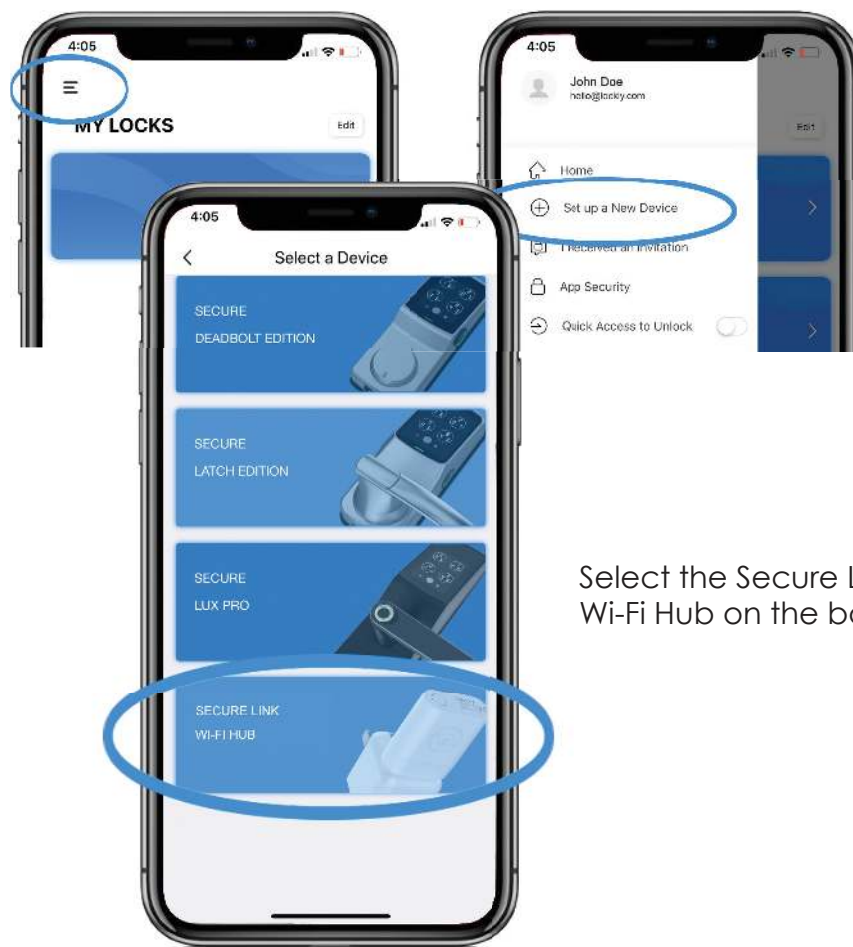 4:05
MY LOCKS
Edit
4:05
John Doe
hello@lockly.com
Edit
Home
Set up a New Device
I Received an Invitation
App Security
Quick Access to Unlock
4:05
Select a Device
SECURE
DEADBOLT EDITION
SECURE
LATCH EDITION
SECURE
LUX PRO
SECURE LINK
WI-FI HUB
Select the Secure L
Wi-Fi Hub on the bo